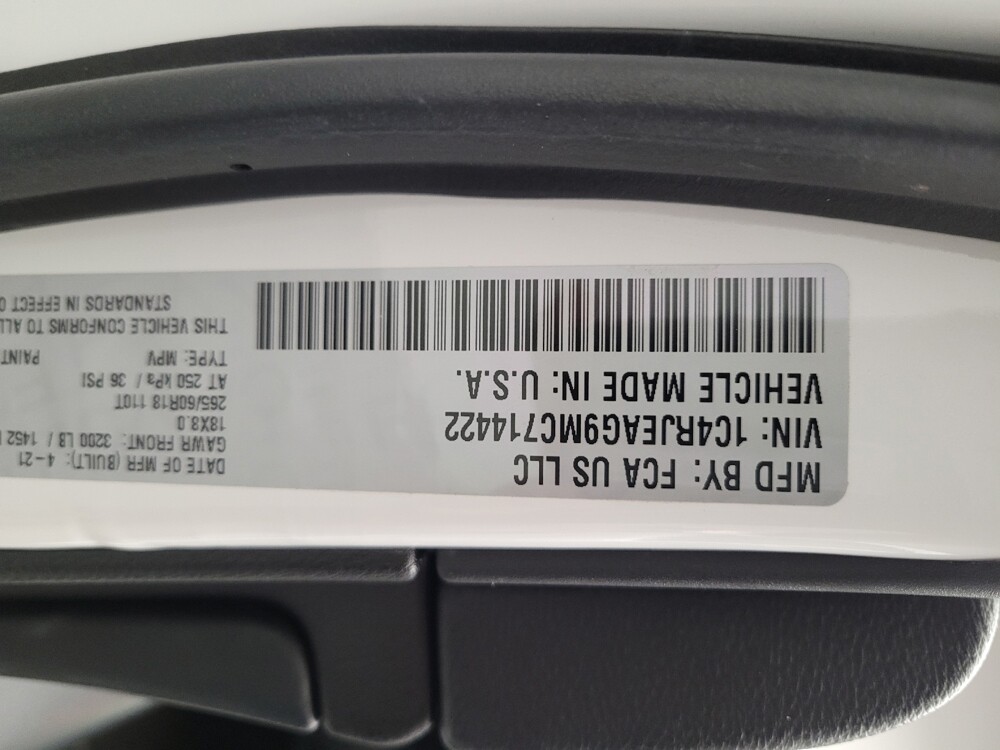 MFD BY: FCA US LLC
VIN: 1C4RJEAG9MC714422
VEHICLE MADE IN: U.S.A.
DATE OF MFR (BUILT): 4-21
GAWR FRONT: 3200 LB / 1452
18X8.0
265/60R18 110T
AT 250 kPa / 36 PSI
TYPE: MPV PAINT
THIS VEHICLE CONFORMS TO ALL
STANDARDS IN EFFECT